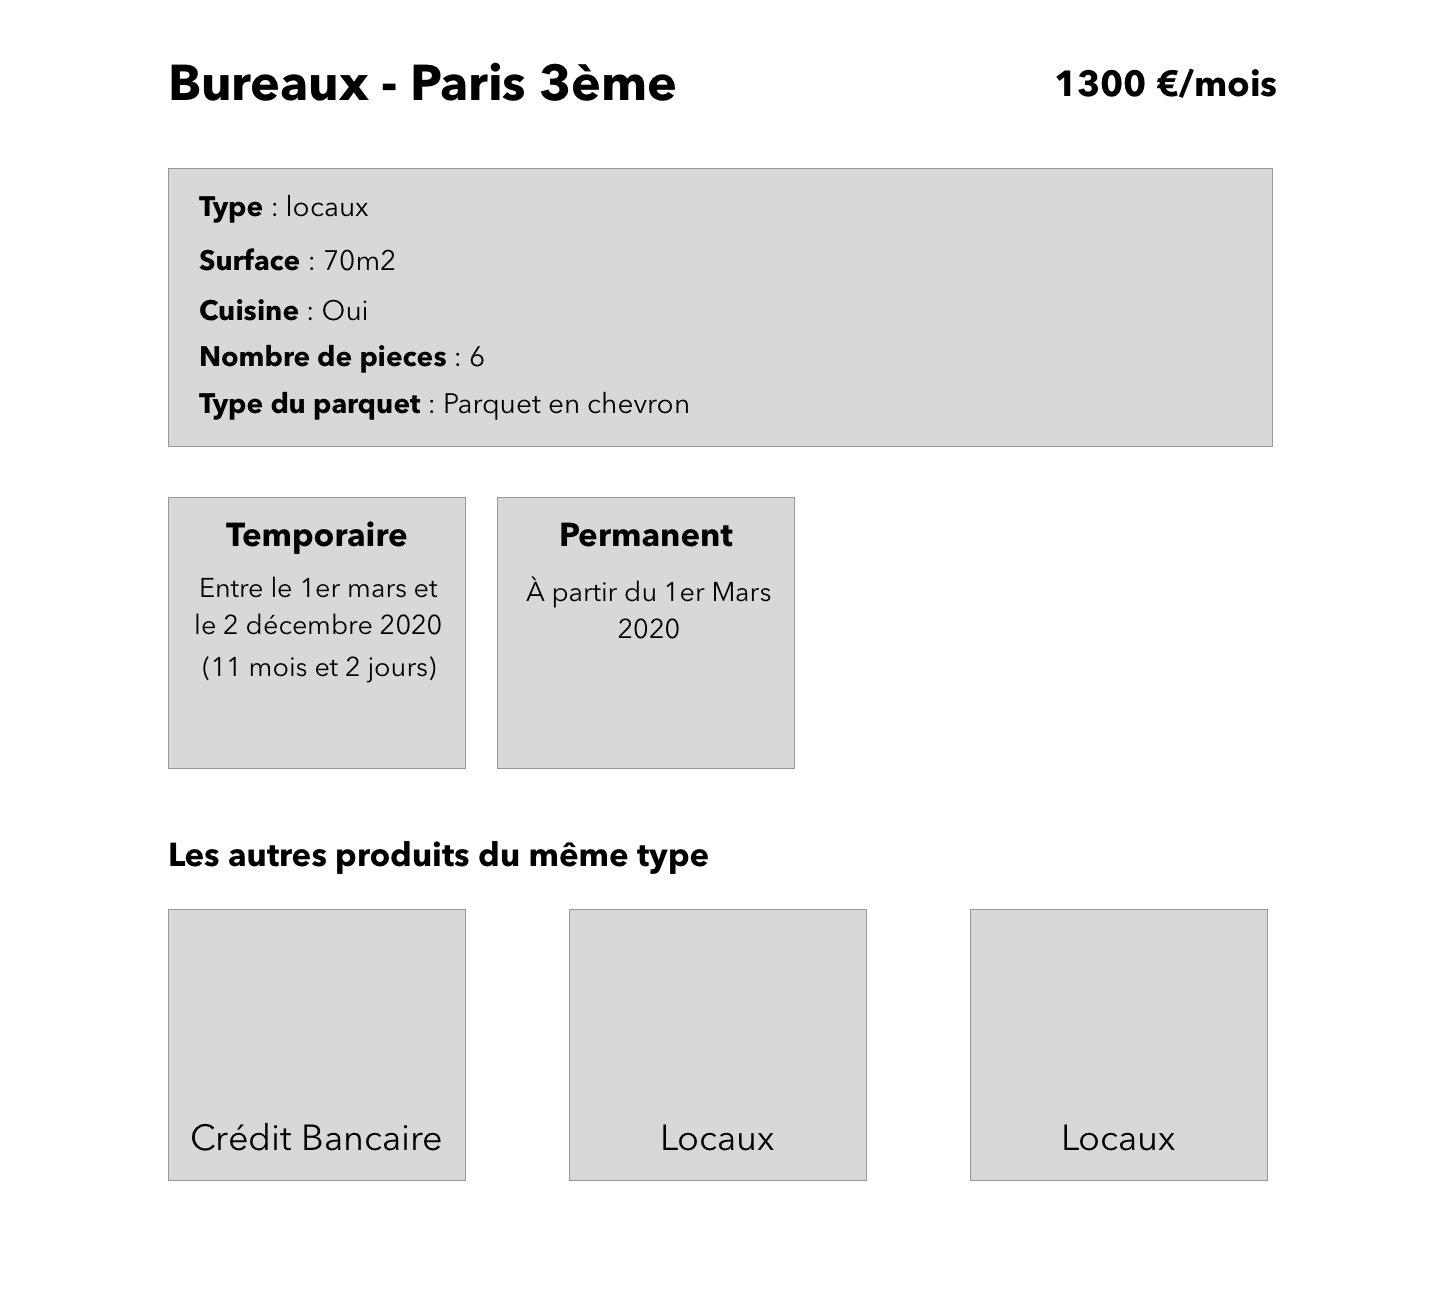 Bureaux - Paris 3ème
1300 €/mois
Type : locaux
Surface : 70m2
Cuisine : Oui
Nombre de pieces : 6
Type du parquet : Parquet en chevron
Temporaire
Entre le 1er mars et
le 2 décembre 2020
(11 mois et 2 jours)
Permanent
À partir du 1er Mars
2020
Les autres produits du même type
Crédit Bancaire
Locaux
Locaux